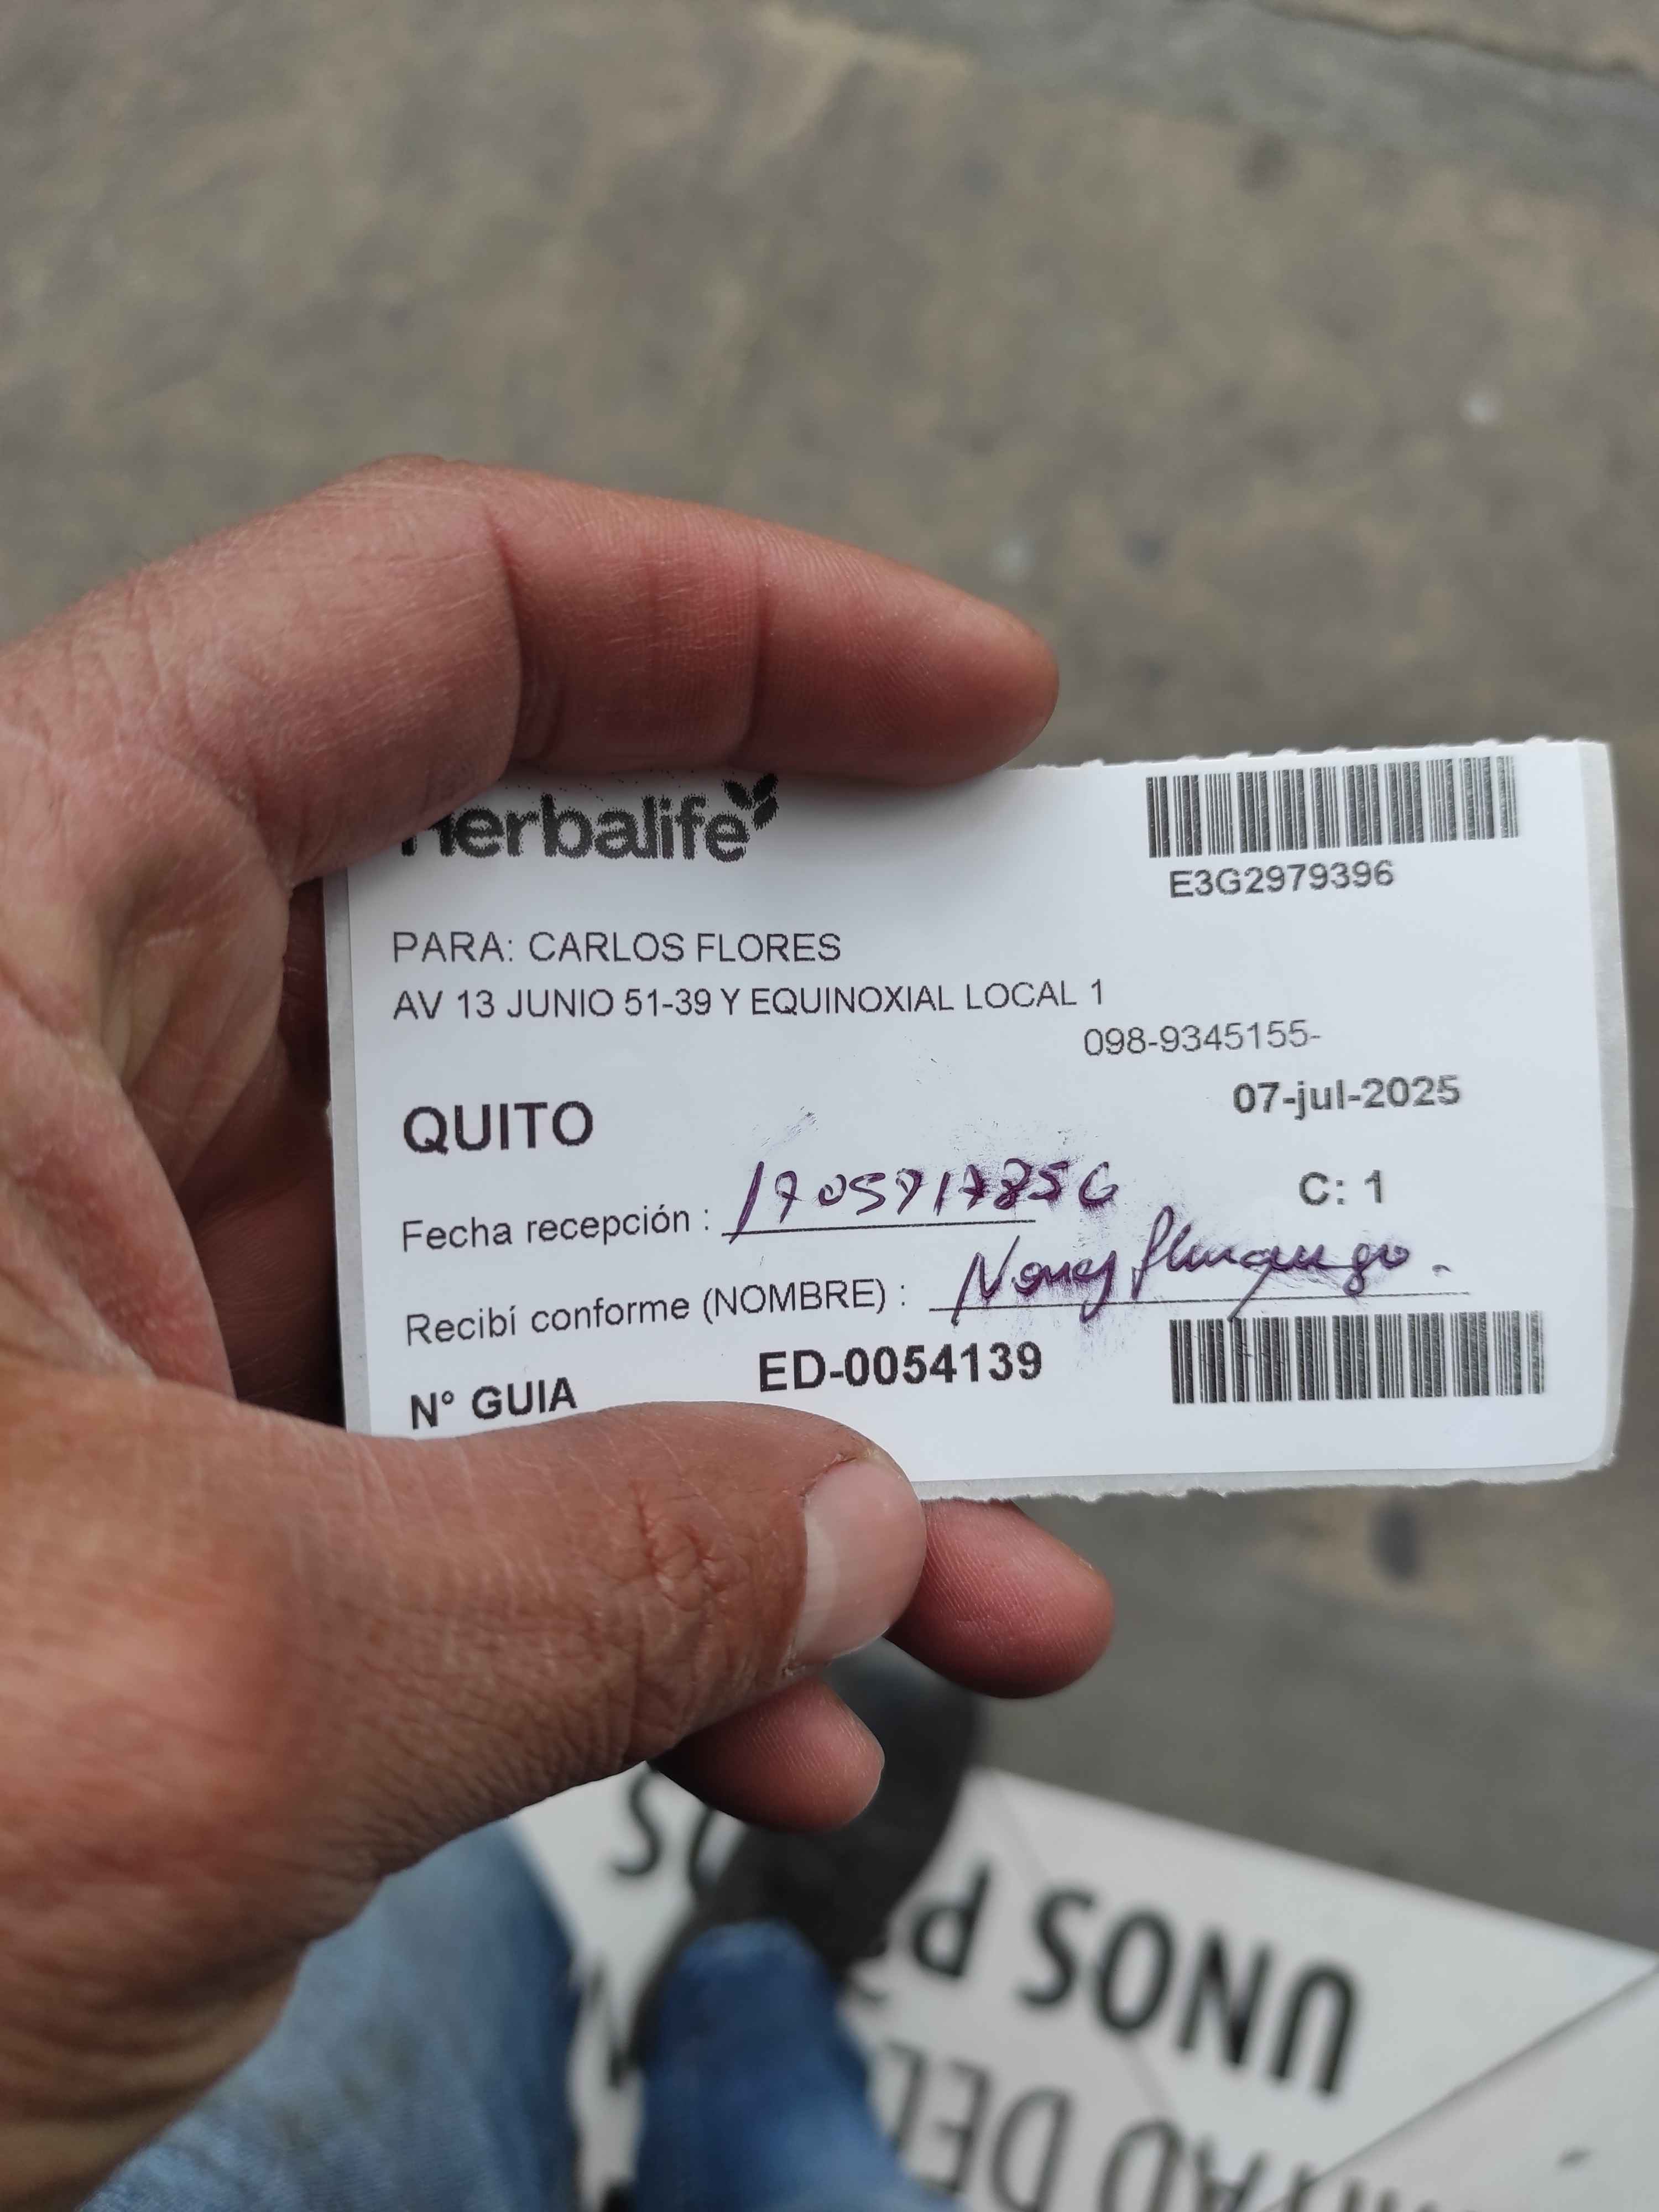 herbalife
E3G2979396
PARA: CARLOS FLORES
AV 13 JUNIO 51-39 Y EQUINOXIAL LOCAL 1
098-9345155-
07-jul-2025
QUITO
C: 1
Fecha recepción :
Recibí conforme (NOMBRE) :
N° GUIA ED-0054139
UNOS P
DEL